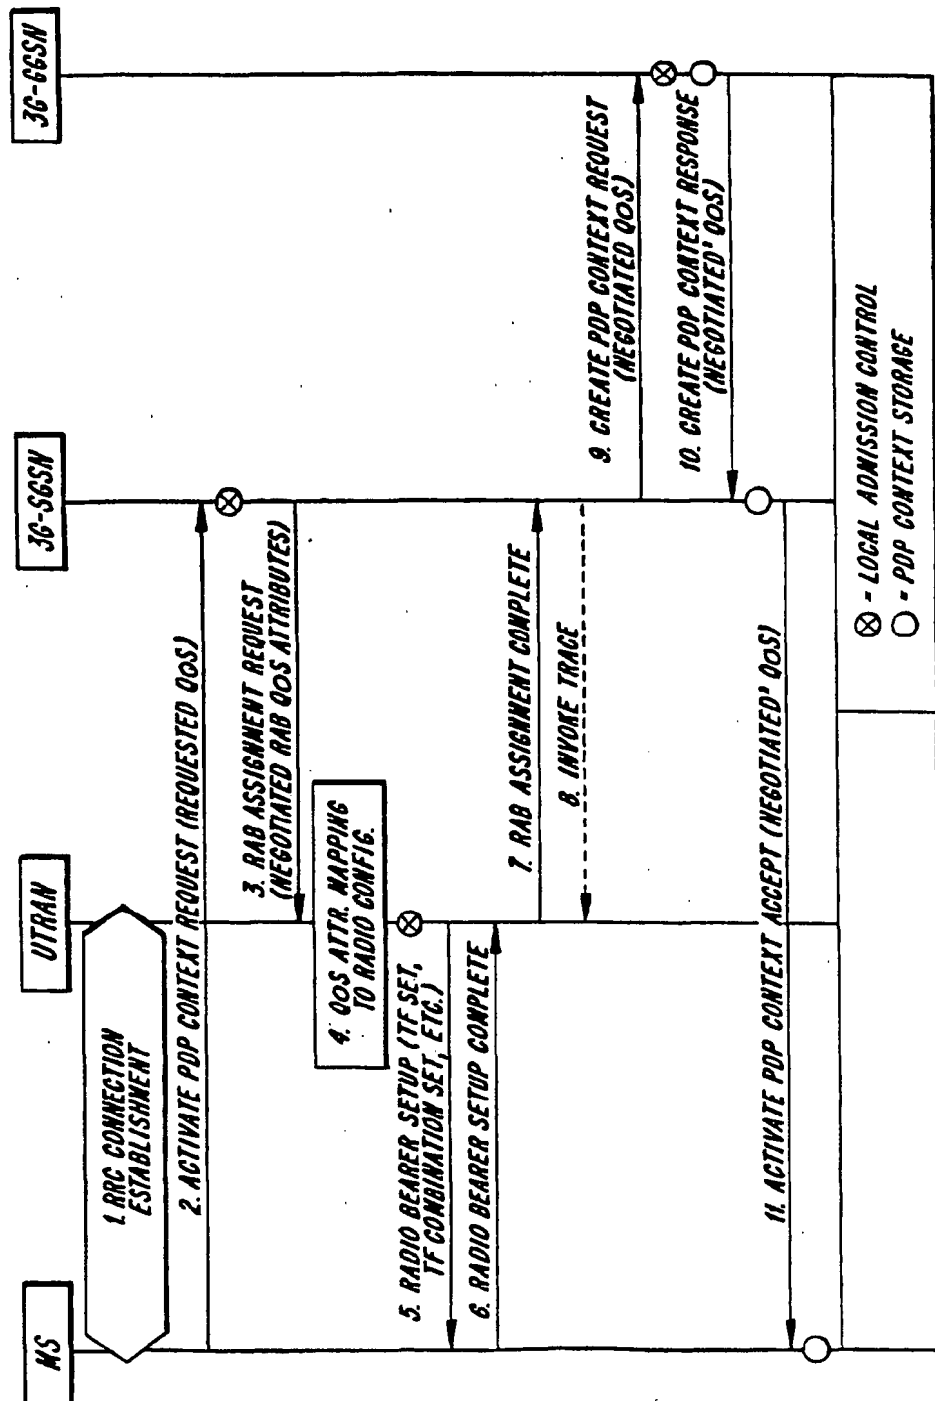 MS
UTRAN
3G-SGSN
3G-GGSN
1. RRC CONNECTION
ESTABLISHMENT
2. ACTIVATE PDP CONTEXT REQUEST (REQUESTED QOS)
3. RAB ASSIGNMENT REQUEST
(NEGOTIATED RAB QOS ATTRIBUTES)
4. QOS ATTR. MAPPING
TO RADIO CONFIG.
5. RADIO BEARER SETUP (TF SET,
TF COMBINATION SET, ETC.)
6. RADIO BEARER SETUP COMPLETE
7. RAB ASSIGNMENT COMPLETE
8. INVOKE TRACE
9. CREATE PDP CONTEXT REQUEST
(NEGOTIATED QOS)
10. CREATE PDP CONTEXT RESPONSE
(NEGOTIATED' QOS)
11. ACTIVATE PDP CONTEXT ACCEPT (NEGOTIATED' QOS)
= LOCAL ADMISSION CONTROL
= PDP CONTEXT STORAGE